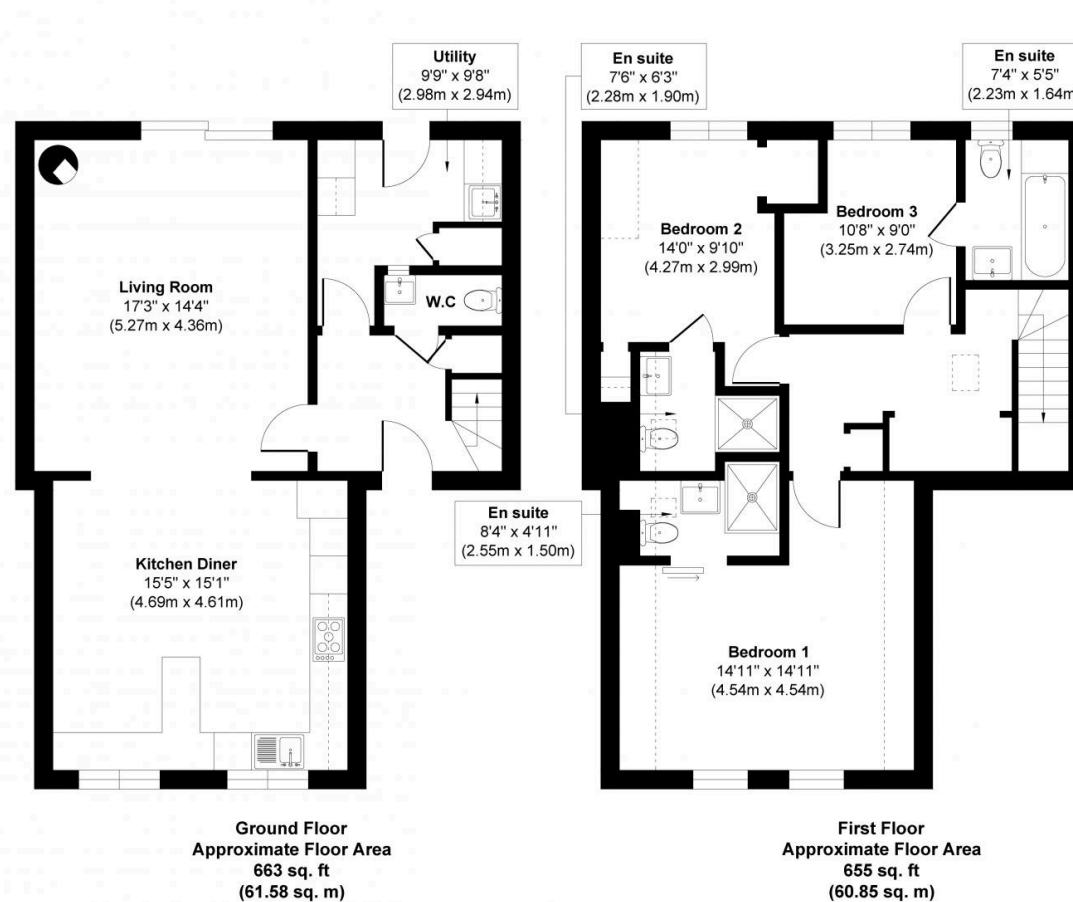 Utility
9'9" x 9'8"
(2.98m x 2.94m)
En suite
7'6" x 6'3"
(2.28m x 1.90m)
En suite
7'4" x 5'5"
(2.23m x 1.64m
Living Room
17'3" x 14'4"
(5.27m x 4.36m)
W.C
Bedroom 2
14'0" x 9'10"
(4.27m x 2.99m)
Bedroom 3
10'8" x 9'0"
(3.25m x 2.74m)
En suite
8'4" x 4'11"
(2.55m x 1.50m)
Kitchen Diner
15'5" x 15'1"
(4.69m x 4.61m)
Bedroom 1
14'11" x 14'11"
(4.54m x 4.54m)
Ground Floor
Approximate Floor Area
663 sq. ft
(61.58 sq. m)
First Floor
Approximate Floor Area
655 sq. ft
(60.85 sq. m)